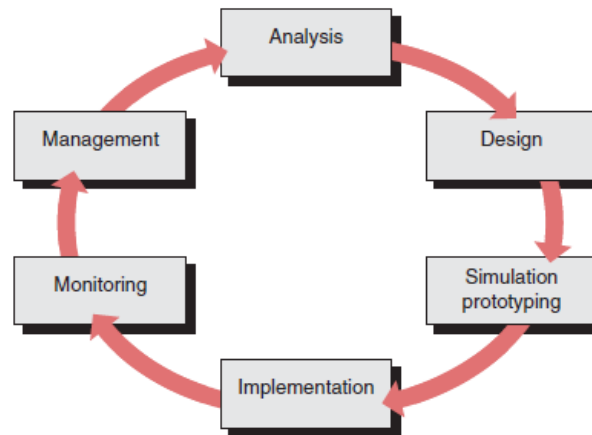 Analysis
Design
Simulation
prototyping
Implementation
Monitoring
Management